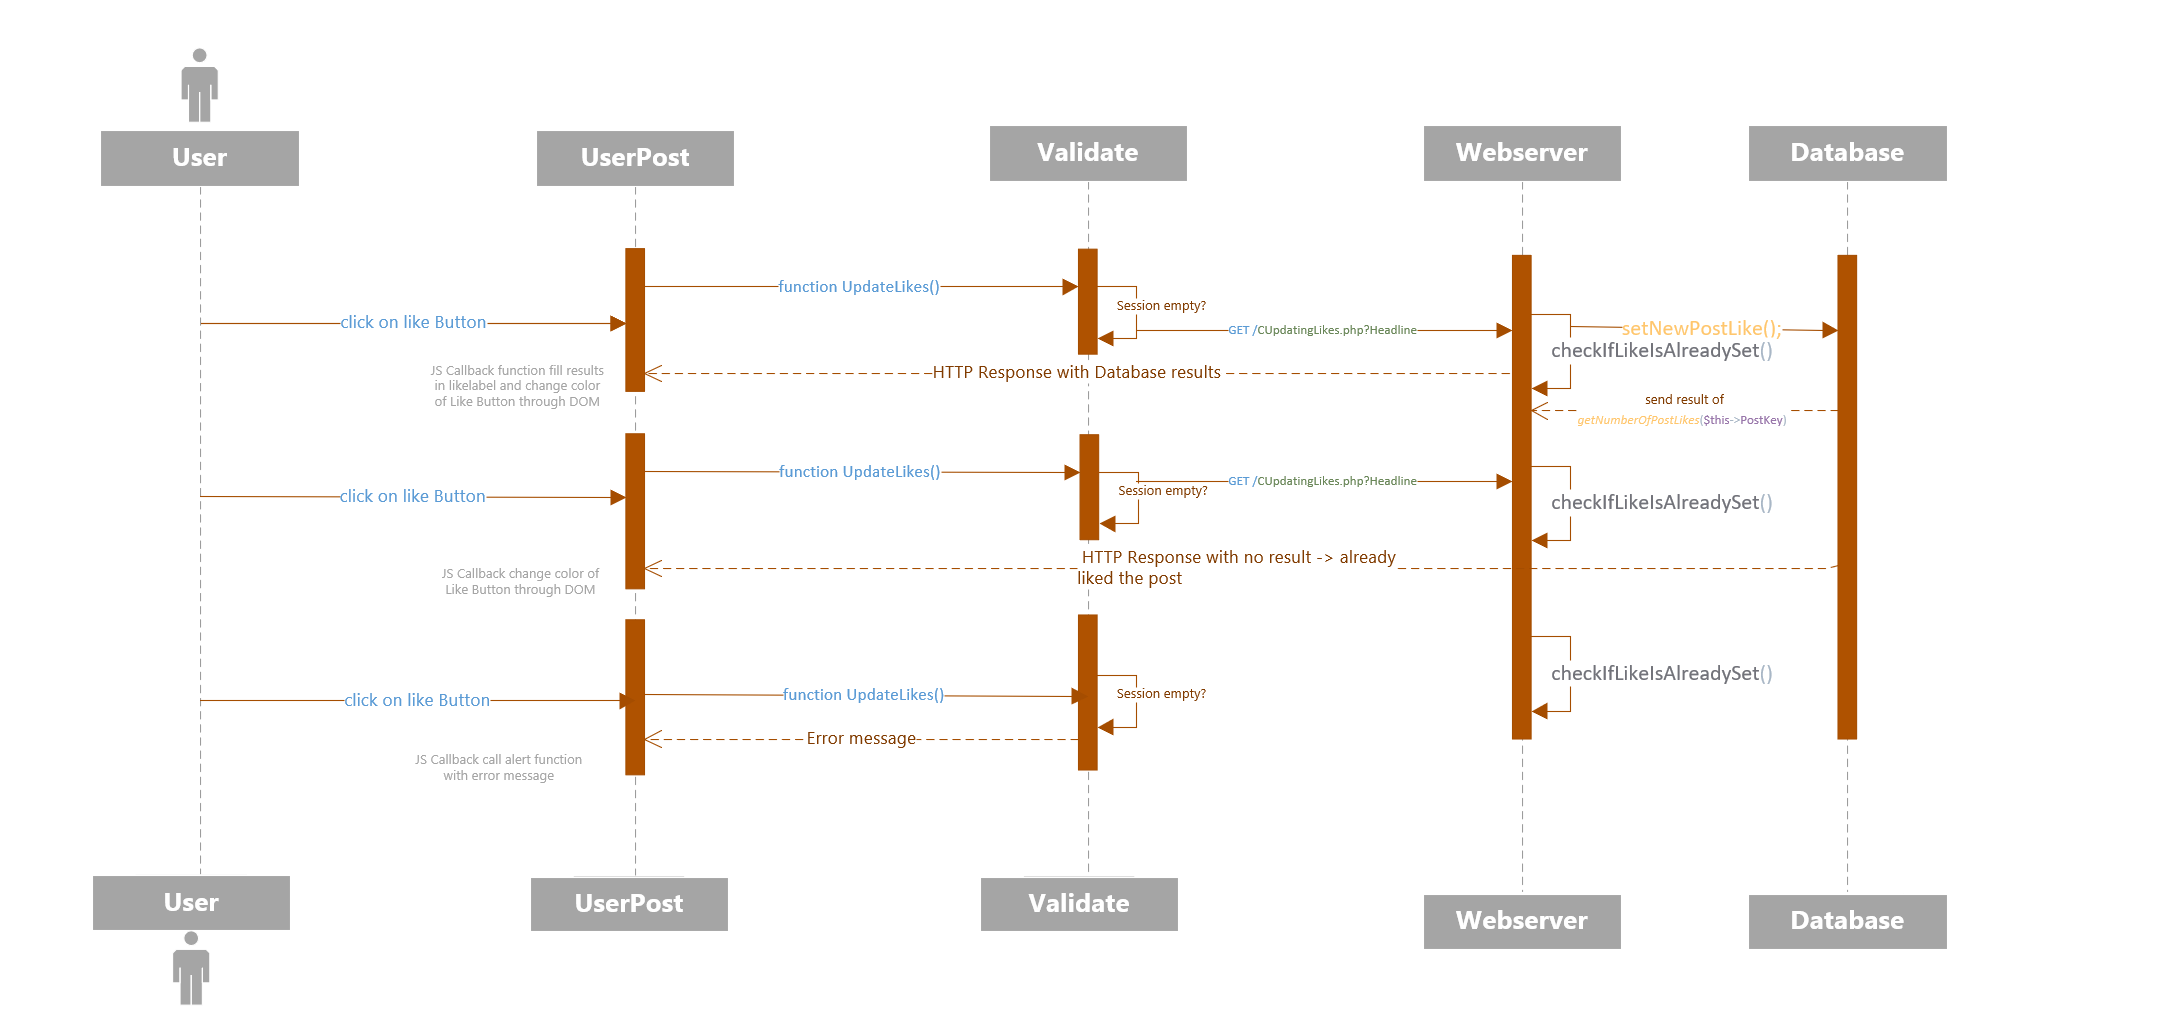 User
UserPost
Validate
Webserver
Database
function UpdateLikes()
Session empty?
click on like Button
GET /CUpdatingLikes.php?Headline
setNewPostLike();
checkIfLikeIsAlreadySet()
JS Callback function fill results
in likelabel and change color
of Like Button through DOM
HTTP Response with Database results
send result of
getNumberOfPostLikes($this->PostKey)
function UpdateLikes()
GET /CUpdatingLikes.php?Headline
Session empty?
click on like Button
checkIfLikeIsAlreadySet()
HTTP Response with no result -> already
liked the post
JS Callback change color of
Like Button through DOM
checkIfLikeIsAlreadySet()
click on like Button
function UpdateLikes()
Session empty?
Error message
JS Callback call alert function
with error message
User
UserPost
Validate
Webserver
Database